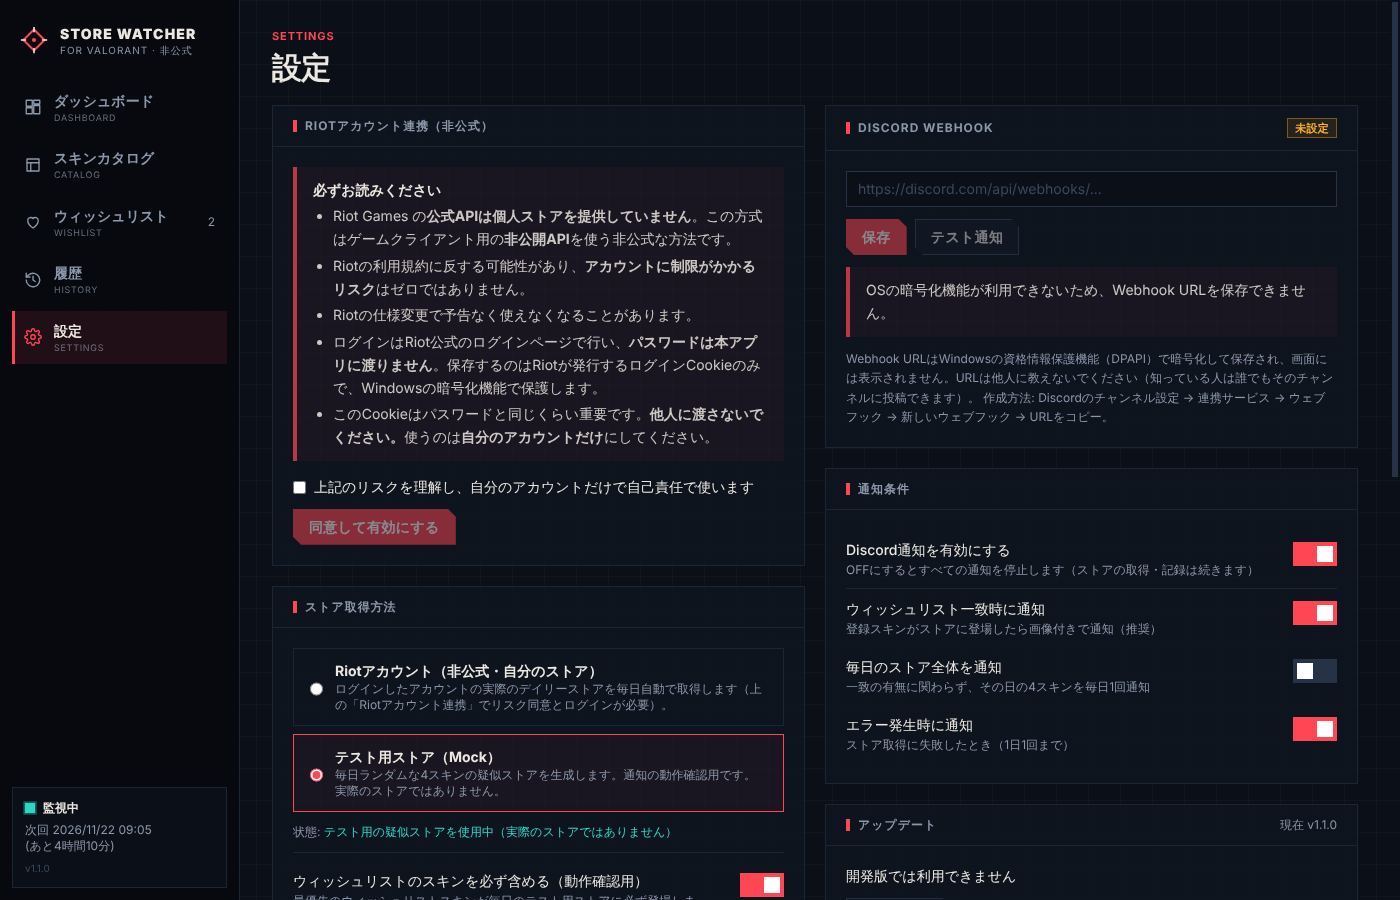 STORE WATCHER
FOR VALORANT · 非公式
ダッシュボード
DASHBOARD
スキンカタログ
CATALOG
ウィッシュリスト
WISHLIST
2
履歴
HISTORY
設定
SETTINGS
監視中
次回 2026/11/22 09:05
(あと4時間10分)
v1.1.0
SETTINGS
設定
RIOTアカウント連携（非公式）
必ずお読みください
Riot Games の公式APIは個人ストアを提供していません。この方式
はゲームクライアント用の非公開APIを使う非公式な方法です。
Riotの利用規約に反する可能性があり、アカウントに制限がかかる
リスクはゼロではありません。
Riotの仕様変更で予告なく使えなくなることがあります。
ログインはRiot公式のログインページで行い、パスワードは本アプ
リに渡りません。保存するのはRiotが発行するログインCookieのみ
で、Windowsの暗号化機能で保護します。
このCookieはパスワードと同じくらい重要です。他人に渡さないで
ください。使うのは自分のアカウントだけにしてください。
上記のリスクを理解し、自分のアカウントだけで自己責任で使います
同意して有効にする
ストア取得方法
Riotアカウント（非公式・自分のストア）
ログインしたアカウントの実際のデイリーストアを毎日自動で取得します（上
の「Riotアカウント連携」でリスク同意とログインが必要）。
テスト用ストア（Mock）
毎日ランダムな4スキンの疑似ストアを生成します。通知の動作確認用です。
実際のストアではありません。
状態: テスト用の疑似ストアを使用中（実際のストアではありません）
ウィッシュリストのスキンを必ず含める（動作確認用）
DISCORD WEBHOOK
未設定
https://discord.com/api/webhooks/...
保存
テスト通知
OSの暗号化機能が利用できないため、Webhook URLを保存できませ
ん。
Webhook URLはWindowsの資格情報保護機能（DPAPI）で暗号化して保存され、画面に
は表示されません。URLは他人に教えないでください（知っている人は誰でもそのチャン
ネルに投稿できます）。 作成方法: Discordのチャンネル設定 → 連携サービス → ウェブ
フック → 新しいウェブフック → URLをコピー。
通知条件
Discord通知を有効にする
OFFにするとすべての通知を停止します（ストアの取得・記録は続きます）
ウィッシュリスト一致時に通知
登録スキンがストアに登場したら画像付きで通知（推奨）
毎日のストア全体を通知
一致の有無に関わらず、その日の4スキンを毎日1回通知
エラー発生時に通知
ストア取得に失敗したとき（1日1回まで）
アップデート
現在 v1.1.0
開発版では利用できません